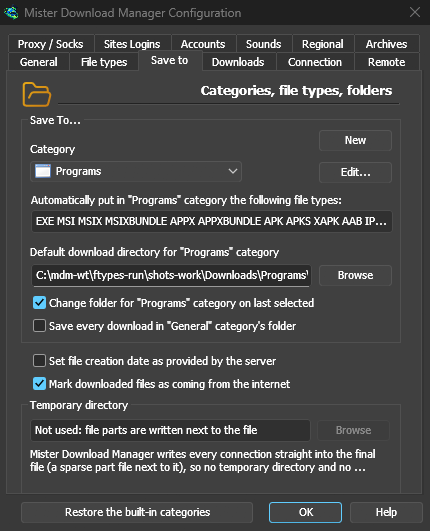 Mister Download Manager Configuration
Proxy / Socks Sites Logins Accounts Sounds Regional Archives
General File types Save to Downloads Connection Remote
Categories, file types, folders
Save To...
New
Category
Programs
Edit...
Automatically put in "Programs" category the following file types:
EXE MSI MSIX MSIXBUNDLE APPX APPXBUNDLE APK APKS XAPK AAB IP...
Default download directory for "Programs" category
C:\mdm-wt\ftypes-run\shots-work\Downloads\Programs\ Browse
Change folder for "Programs" category on last selected
Save every download in "General" category's folder
Set file creation date as provided by the server
Mark downloaded files as coming from the internet
Temporary directory
Not used: file parts are written next to the file Browse
Mister Download Manager writes every connection straight into the final
file (a sparse part file next to it), so no temporary directory and no ...
Restore the built-in categories OK Help